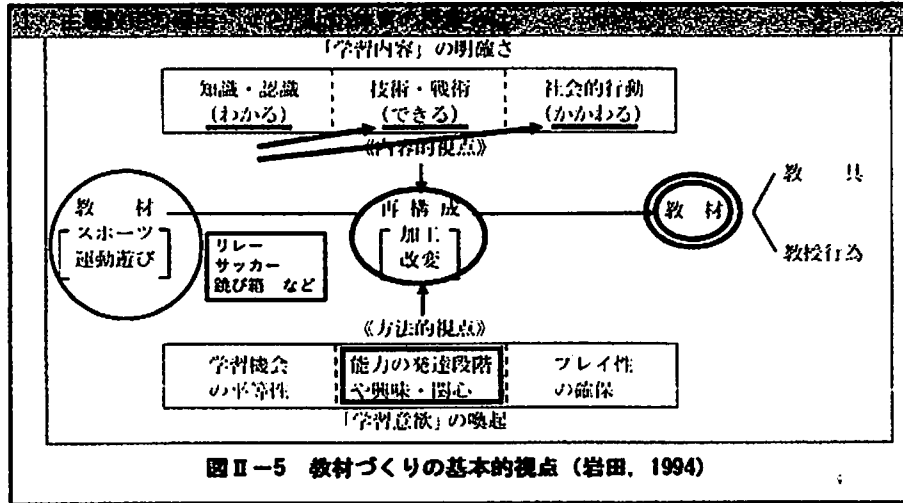 「学習内容」の明確さ
知識・認識 技術・戦術 社会的行動
(わかる) (できる) (かかわる)
《内容的視点》
教 材 再 構 成 教 材 教 具
スポーツ 加工
運動遊び 改変 教授行為
リレー
サッカー
跳び箱 など
《方法的視点》
学習機会 能力の発達段階 プレイ性
の平等性 や興味・関心 の確保
「学習意欲」の喚起
図Ⅱ-5 教材づくりの基本的視点（岩田，1994）